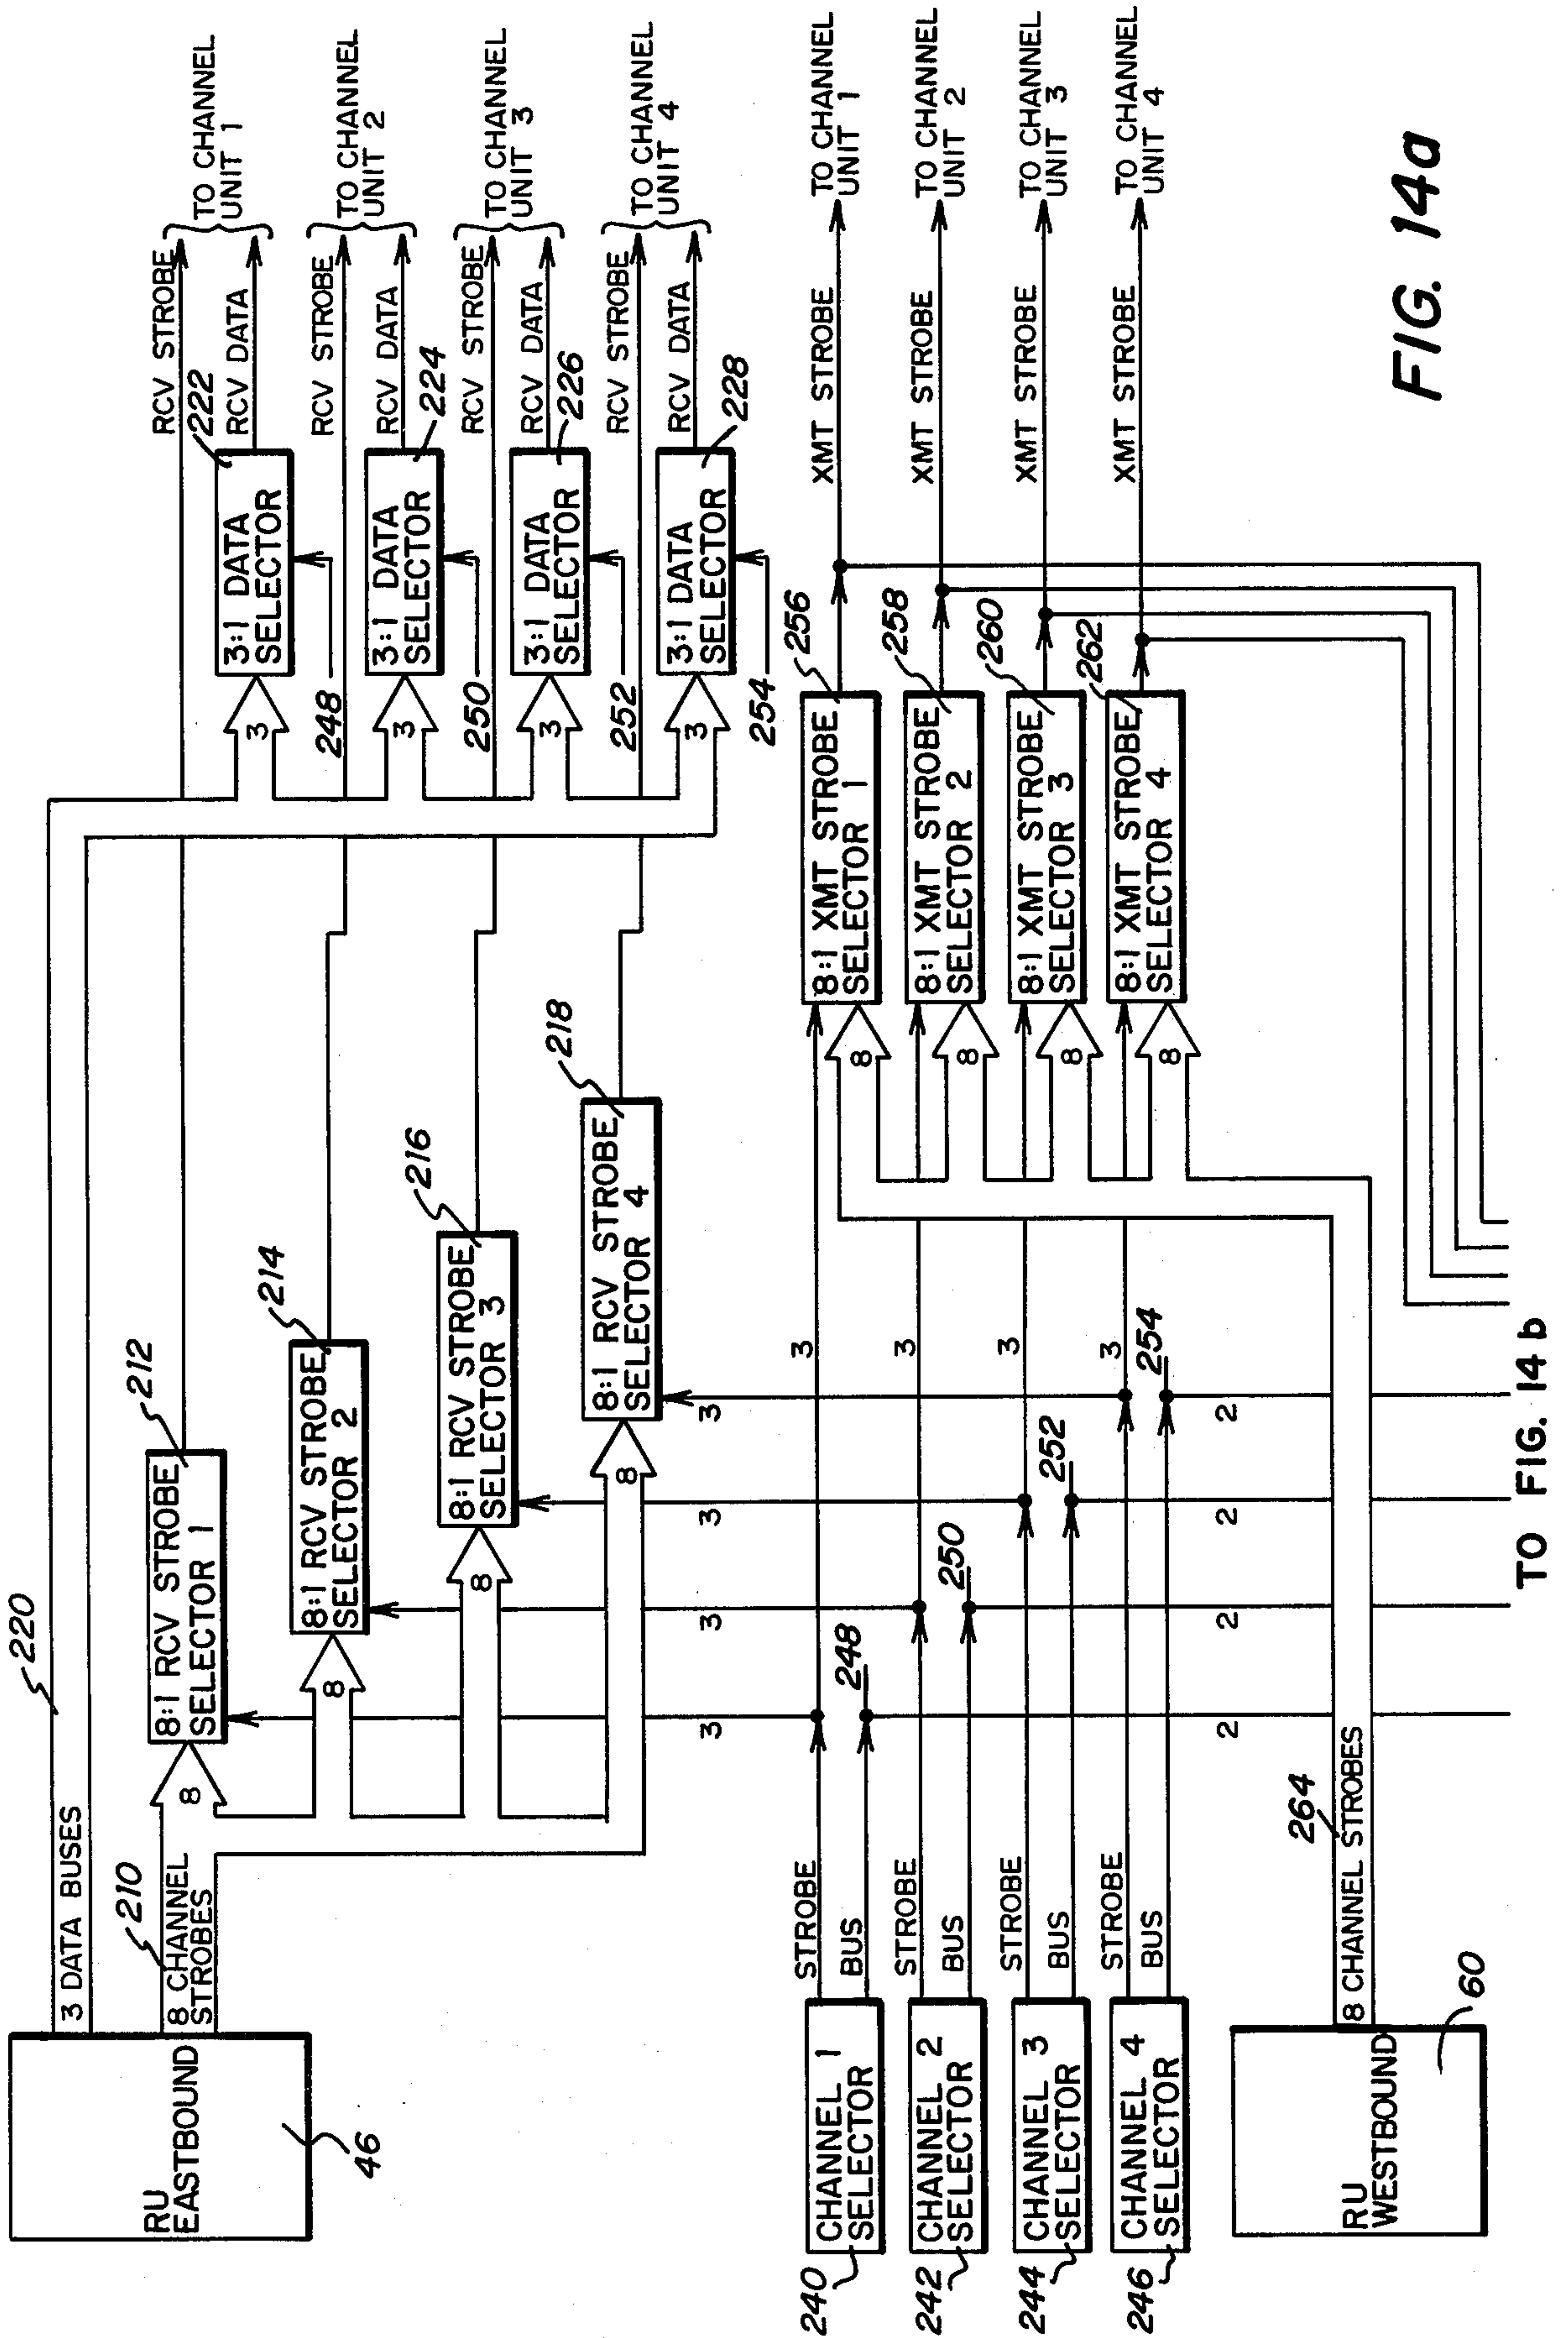 3 DATA BUSES
220
RU
EASTBOUND
46
210
8 CHANNEL
STROBES
8
8:1 RCV STROBE
SELECTOR 1
212
8
8:1 RCV STROBE
SELECTOR 2
214
8
8:1 RCV STROBE
SELECTOR 3
216
8
8:1 RCV STROBE
SELECTOR 4
218
3
3:1 DATA
SELECTOR
222
248
RCV STROBE
RCV DATA
TO CHANNEL
UNIT 1
3
3:1 DATA
SELECTOR
224
250
RCV STROBE
RCV DATA
TO CHANNEL
UNIT 2
3
3:1 DATA
SELECTOR
226
252
RCV STROBE
RCV DATA
TO CHANNEL
UNIT 3
3
3:1 DATA
SELECTOR
228
254
RCV STROBE
RCV DATA
TO CHANNEL
UNIT 4
3
3
3
3
240
CHANNEL 1
SELECTOR
STROBE
BUS
248
3
8
8:1 XMT STROBE
SELECTOR 1
256
XMT STROBE
TO CHANNEL
UNIT 1
242
CHANNEL 2
SELECTOR
STROBE
BUS
250
3
8
8:1 XMT STROBE
SELECTOR 2
258
XMT STROBE
TO CHANNEL
UNIT 2
244
CHANNEL 3
SELECTOR
STROBE
BUS
252
3
8
8:1 XMT STROBE
SELECTOR 3
260
XMT STROBE
TO CHANNEL
UNIT 3
246
CHANNEL 4
SELECTOR
STROBE
BUS
254
3
8
8:1 XMT STROBE
SELECTOR 4
262
XMT STROBE
TO CHANNEL
UNIT 4
2
2
2
2
RU
WESTBOUND
60
264
8 CHANNEL STROBES
TO FIG. 14b
FIG. 14a